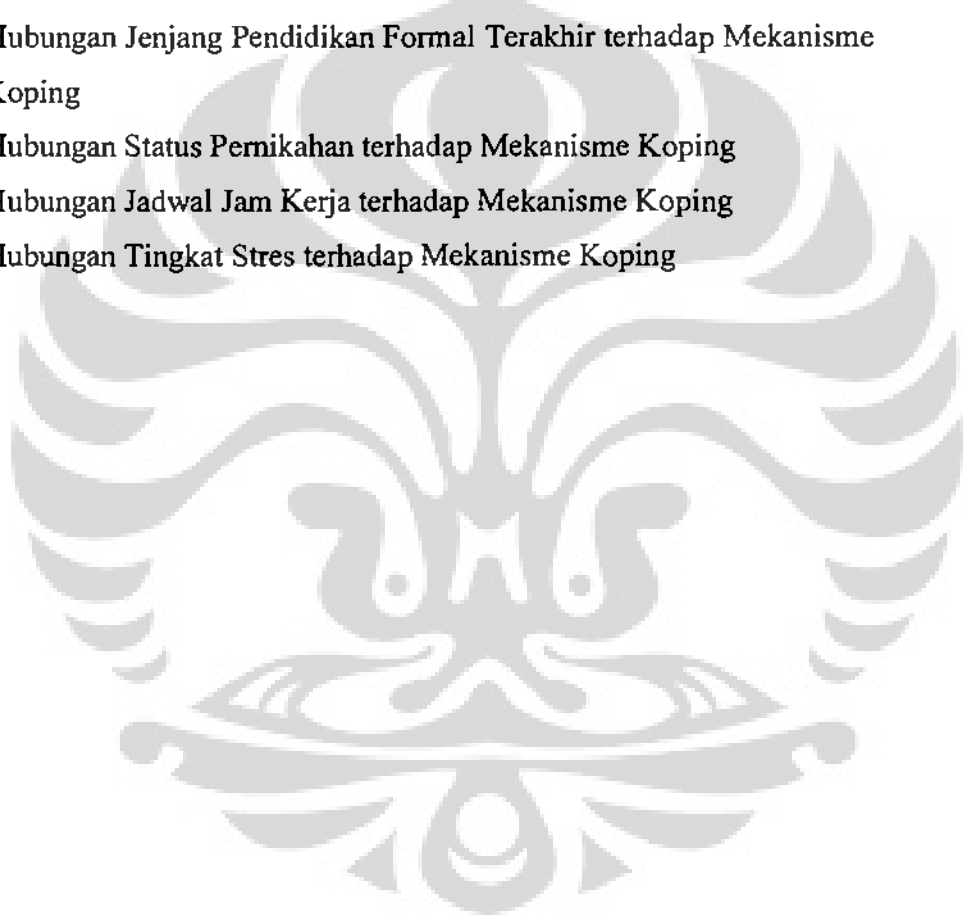 Hubungan Jenjang Pendidikan Formal Terakhir terhadap Mekanisme
Koping
Hubungan Status Pernikahan terhadap Mekanisme Koping
Hubungan Jadwal Jam Kerja terhadap Mekanisme Koping
Hubungan Tingkat Stres terhadap Mekanisme Koping